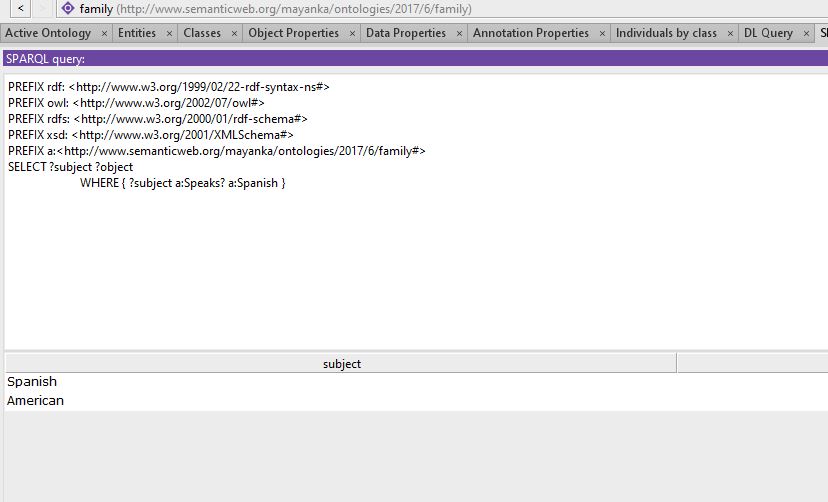 < > family (http://www.semanticweb.org/mayanka/ontologies/2017/6/family)
Active Ontology × Entities × Classes × Object Properties × Data Properties × Annotation Properties × Individuals by class × DL Query ×
SPARQL query:
PREFIX rdf: <http://www.w3.org/1999/02/22-rdf-syntax-ns#>
PREFIX owl: <http://www.w3.org/2002/07/owl#>
PREFIX rdfs: <http://www.w3.org/2000/01/rdf-schema#>
PREFIX xsd: <http://www.w3.org/2001/XMLSchema#>
PREFIX a:<http://www.semanticweb.org/mayanka/ontologies/2017/6/family#>
SELECT ?subject ?object
WHERE { ?subject a:Speaks? a:Spanish }
subject
Spanish
American